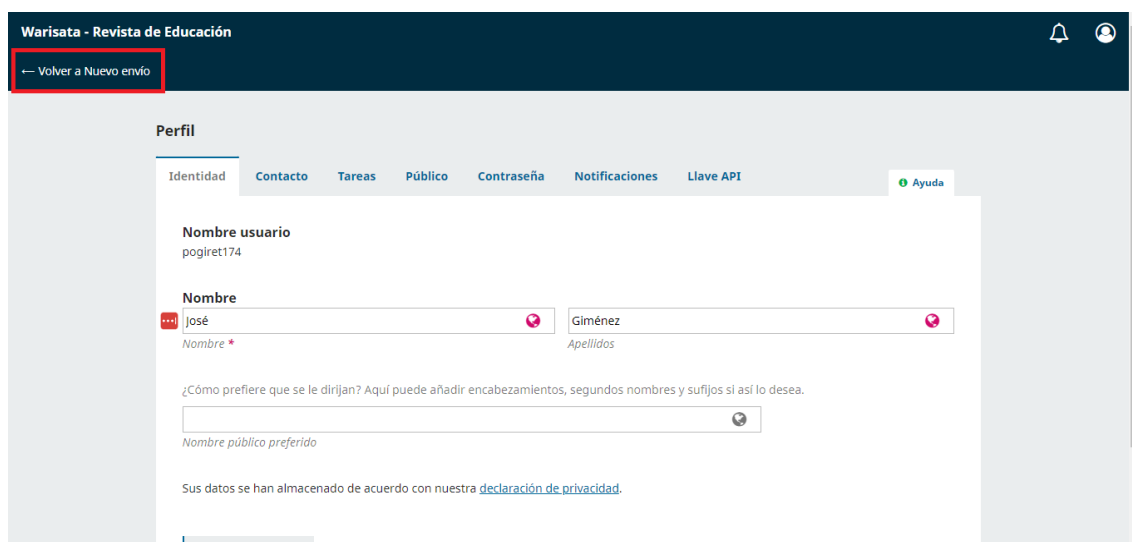 Warisata - Revista de Educación
← Volver a Nuevo envío
Perfil
Identidad Contacto Tareas Público Contraseña Notificaciones Llave API
Ayuda
Nombre usuario
pogiret174
Nombre
José Giménez
Nombre * Apellidos
¿Cómo prefiere que se le dirijan? Aquí puede añadir encabezamientos, segundos nombres y sufijos si así lo desea.
Nombre público preferido
Sus datos se han almacenado de acuerdo con nuestra declaración de privacidad.